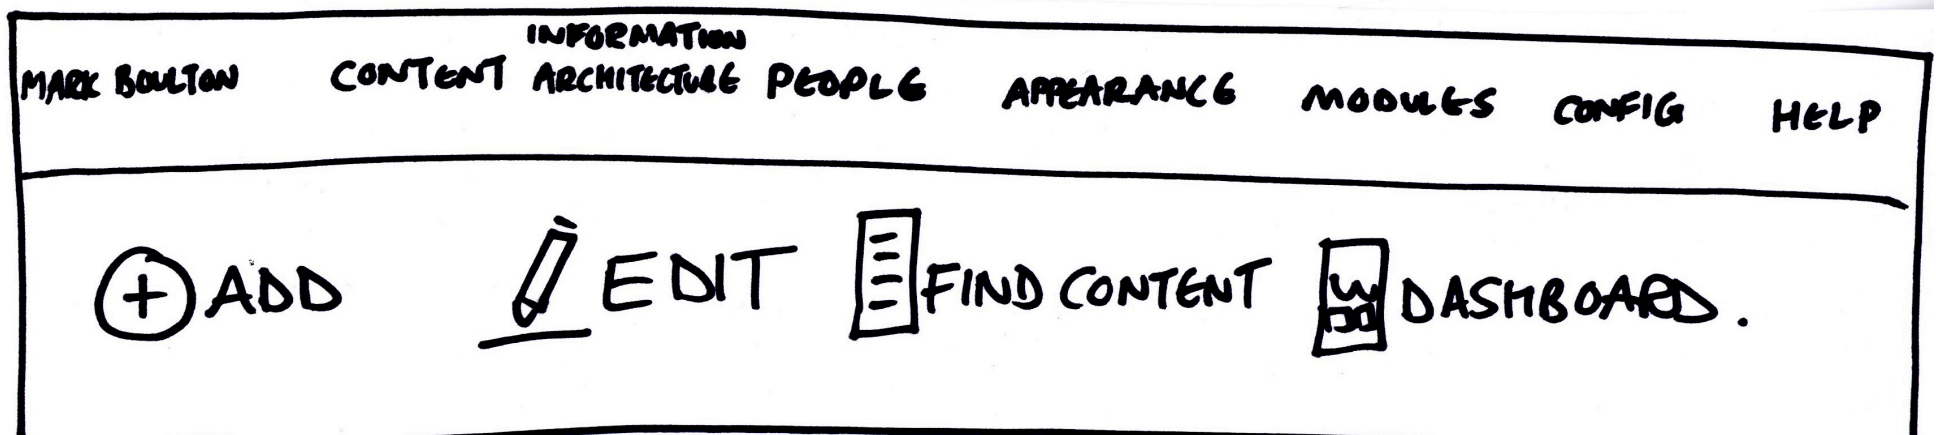 MARK BOULTON CONTENT INFORMATION ARCHITECTURE PEOPLE APPEARANCE MODULES CONFIG HELP
+ ADD EDIT FIND CONTENT DASHBOARD.